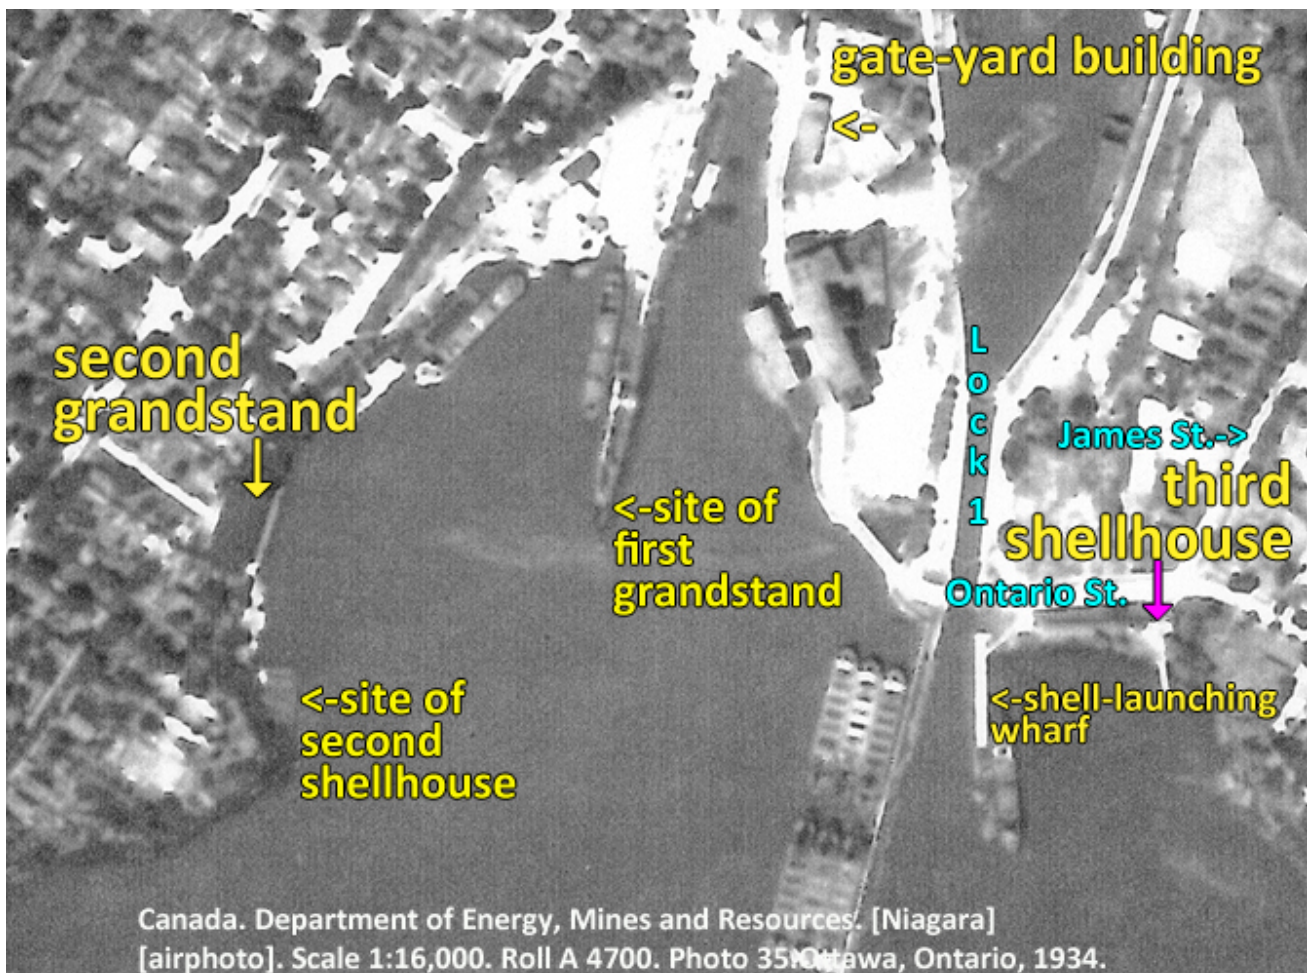 gate-yard building
<-
second
grandstand
Lock 1
James St.->
third
shellhouse
<-site of
first
grandstand
Ontario St.
<-site of
second
shellhouse
<-shell-launching
wharf
Canada. Department of Energy, Mines and Resources. [Niagara]
[airphoto]. Scale 1:16,000. Roll A 4700. Photo 35. Ottawa, Ontario, 1934.